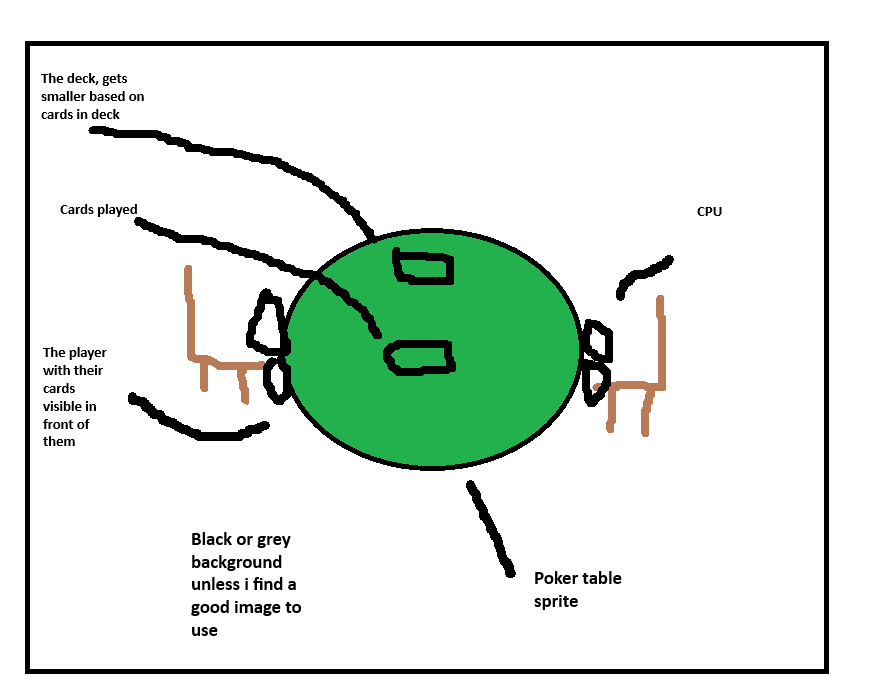 The deck, gets
smaller based on
cards in deck
Cards played
CPU
The player
with their
cards
visible in
front of
them
Black or grey
background
unless i find a
good image to
use
Poker table
sprite